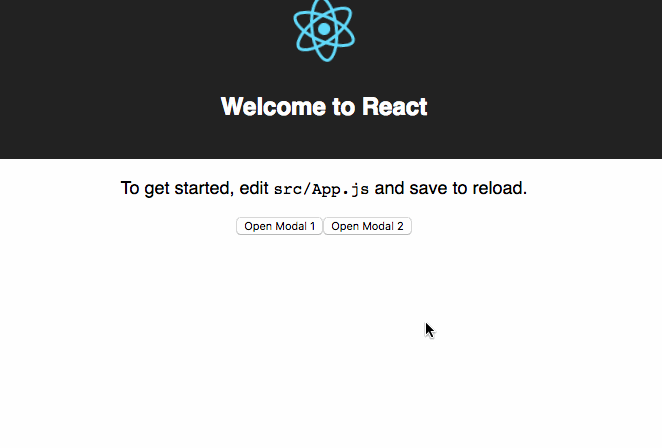 Welcome to React
To get started, edit src/App.js and save to reload.
Open Modal 1 Open Modal 2